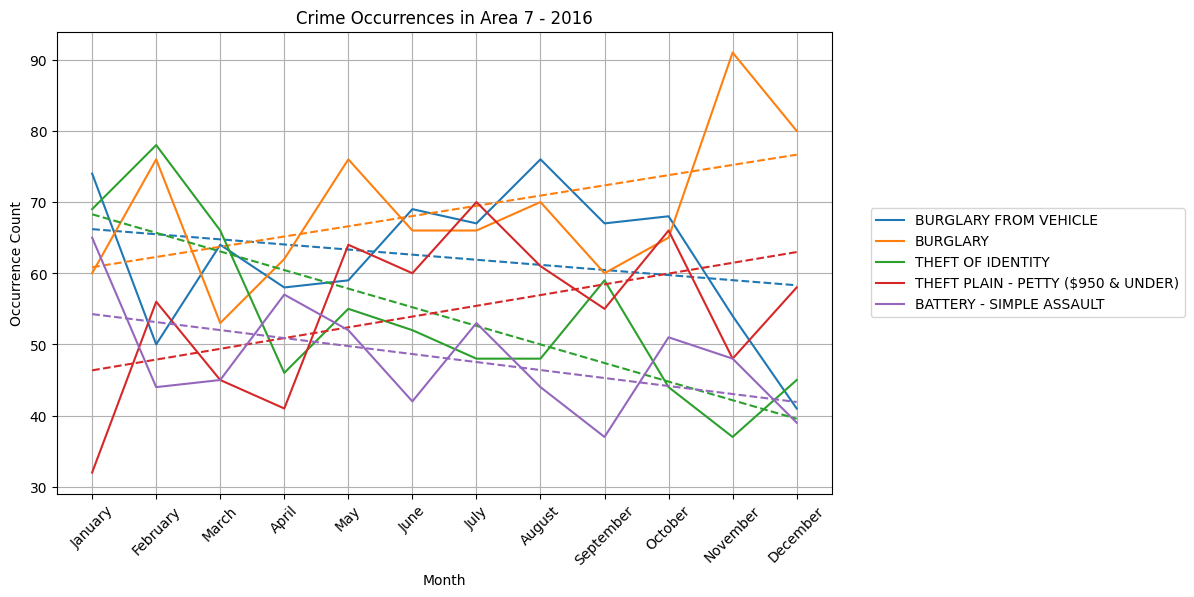 Crime Occurrences in Area 7 - 2016
Occurrence Count
90
80
70
60
50
40
30
January
February
March
April
May
June
July
August
September
October
November
December
Month
BURGLARY FROM VEHICLE
BURGLARY
THEFT OF IDENTITY
THEFT PLAIN - PETTY ($950 & UNDER)
BATTERY - SIMPLE ASSAULT